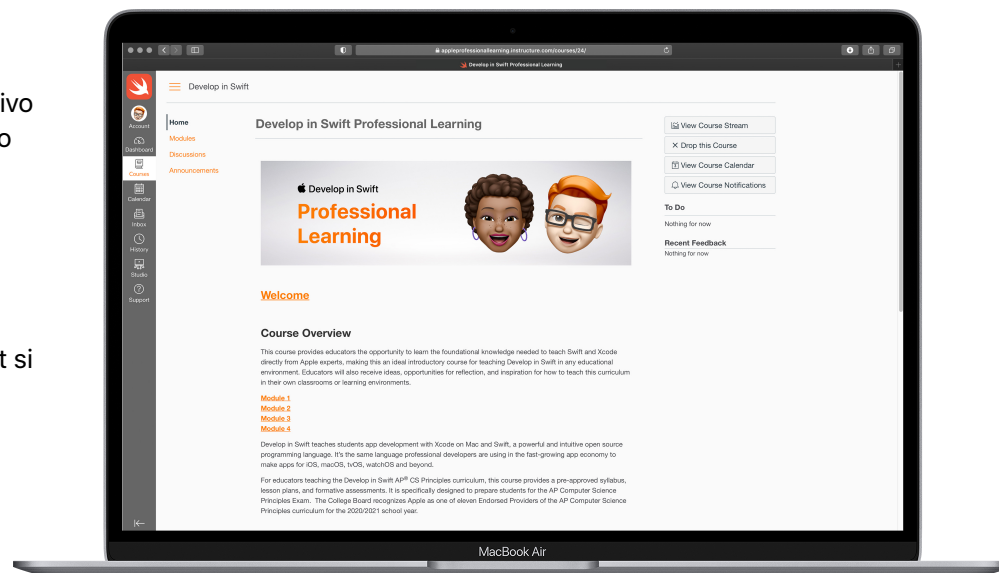 ivo
o
t si
appleprofessionallearning.instructure.com/courses/24/
Develop in Swift Professional Learning
Develop in Swift
Account
Dashboard
Courses
Calendar
Inbox
History
Studio
Support
Home
Modules
Discussions
Announcements
Develop in Swift Professional Learning
Develop in Swift
Professional
Learning
Welcome
Course Overview
This course provides educators the opportunity to learn the foundational knowledge needed to teach Swift and Xcode
directly from Apple experts, making this an ideal introductory course for teaching Develop in Swift in any educational
environment. Educators will also receive ideas, opportunities for reflection, and inspiration for how to teach this curriculum
in their own classrooms or learning environments.
Module 1
Module 2
Module 3
Module 4
Develop in Swift teaches students app development with Xcode on Mac and Swift, a powerful and intuitive open source
programming language. It's the same language professional developers are using in the fast-growing app economy to
make apps for iOS, macOS, tvOS, watchOS and beyond.
For educators teaching the Develop in Swift AP® CS Principles curriculum, this course provides a pre-approved syllabus,
lesson plans, and formative assessments. It is specifically designed to prepare students for the AP Computer Science
Principles Exam. The College Board recognizes Apple as one of eleven Endorsed Providers of the AP Computer Science
Principles curriculum for the 2020/2021 school year.
View Course Stream
Drop this Course
View Course Calendar
View Course Notifications
To Do
Nothing for now
Recent Feedback
Nothing for now
MacBook Air